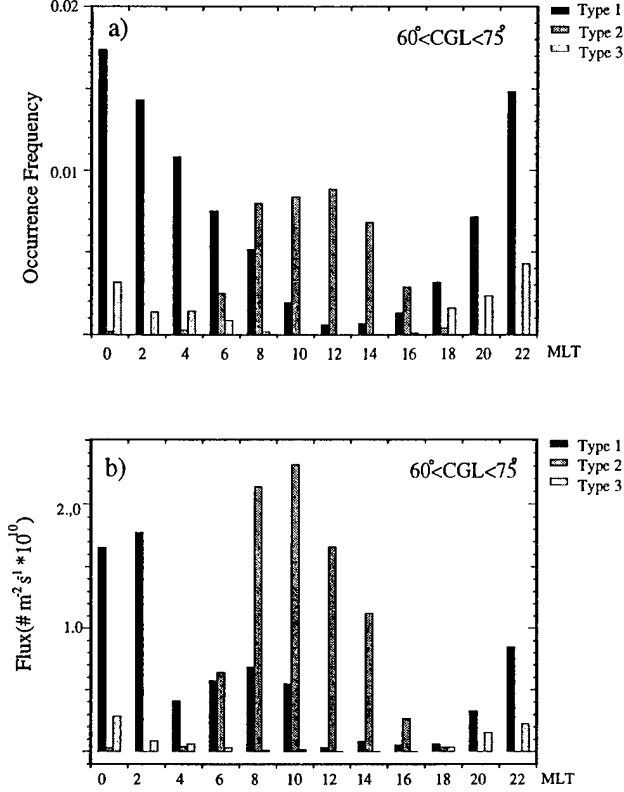 0.02
a)
60°<CGL<75°
Type 1
Type 2
Type 3
0.01
Occurrence Frequency
0 2 4 6 8 10 12 14 16 18 20 22 MLT
b)
60°<CGL<75°
Type 1
Type 2
Type 3
2.,0
1.0
Flux(# m⁻² s¹ *10¹⁰)
0 2 4 6 8 10 12 14 16 18 20 22 MLT